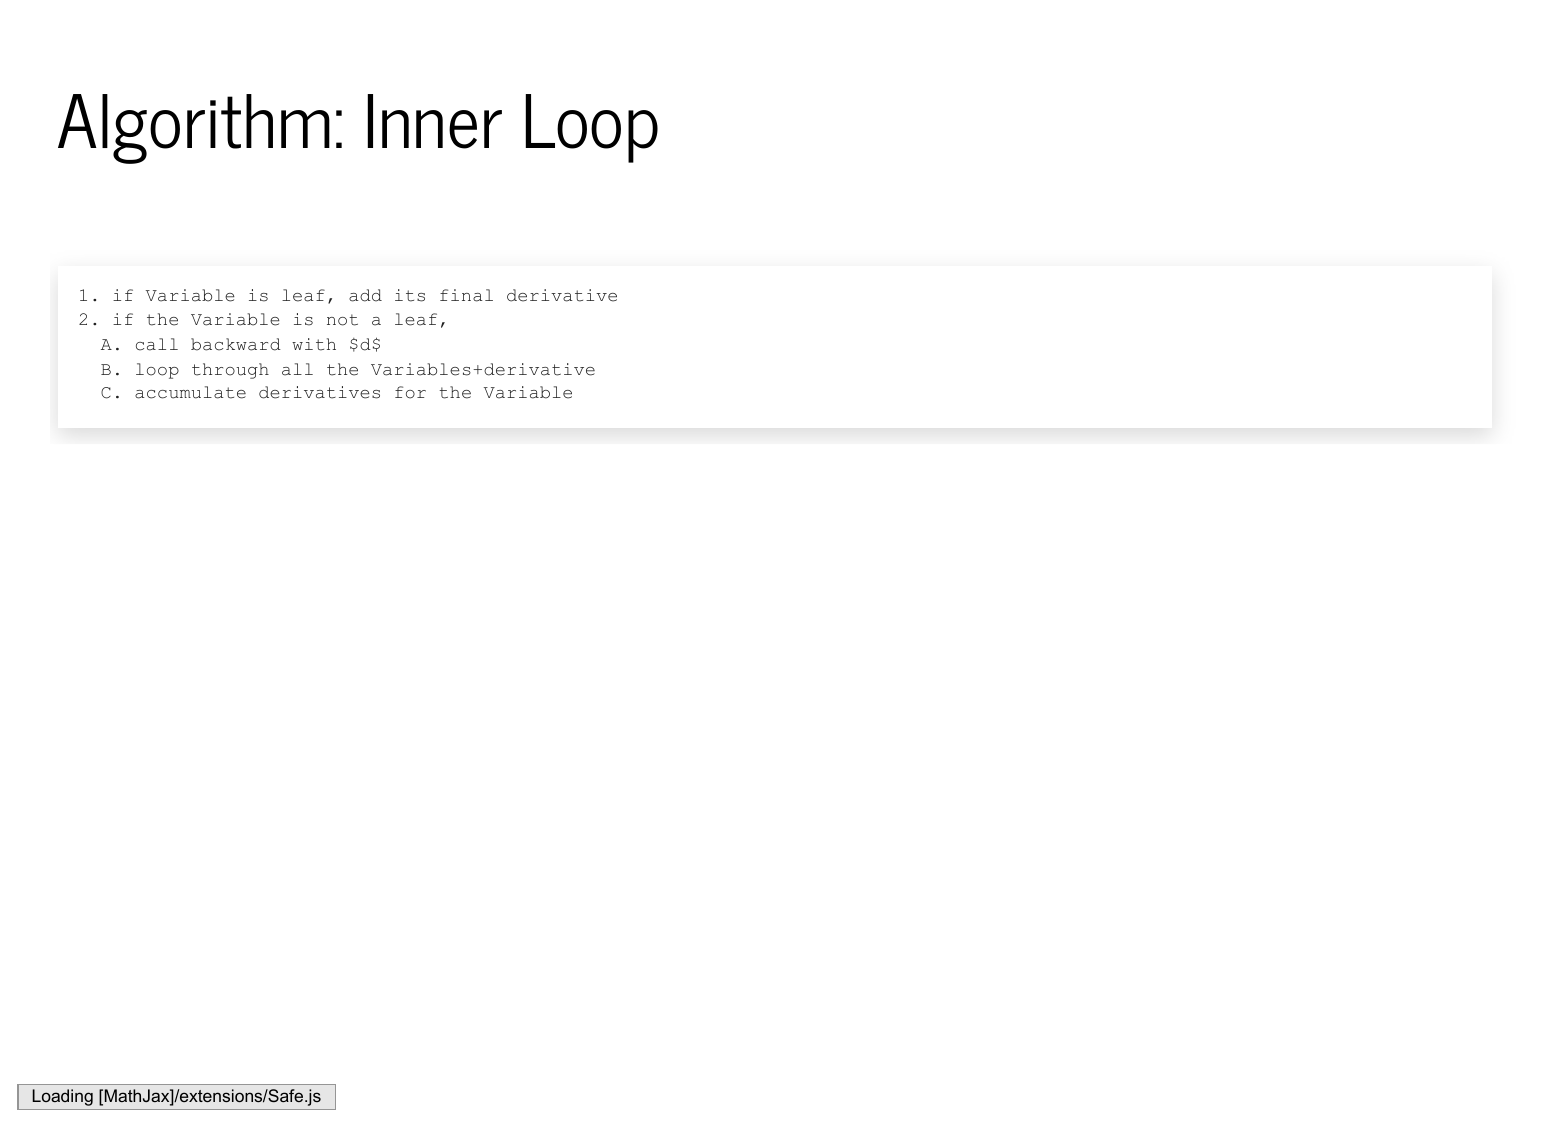 Algorithm: Inner Loop
1. if Variable is leaf, add its final derivative
2. if the Variable is not a leaf,
A. call backward with $d$
B. loop through all the Variables+derivative
C. accumulate derivatives for the Variable
Loading [MathJax]/extensions/Safe.js